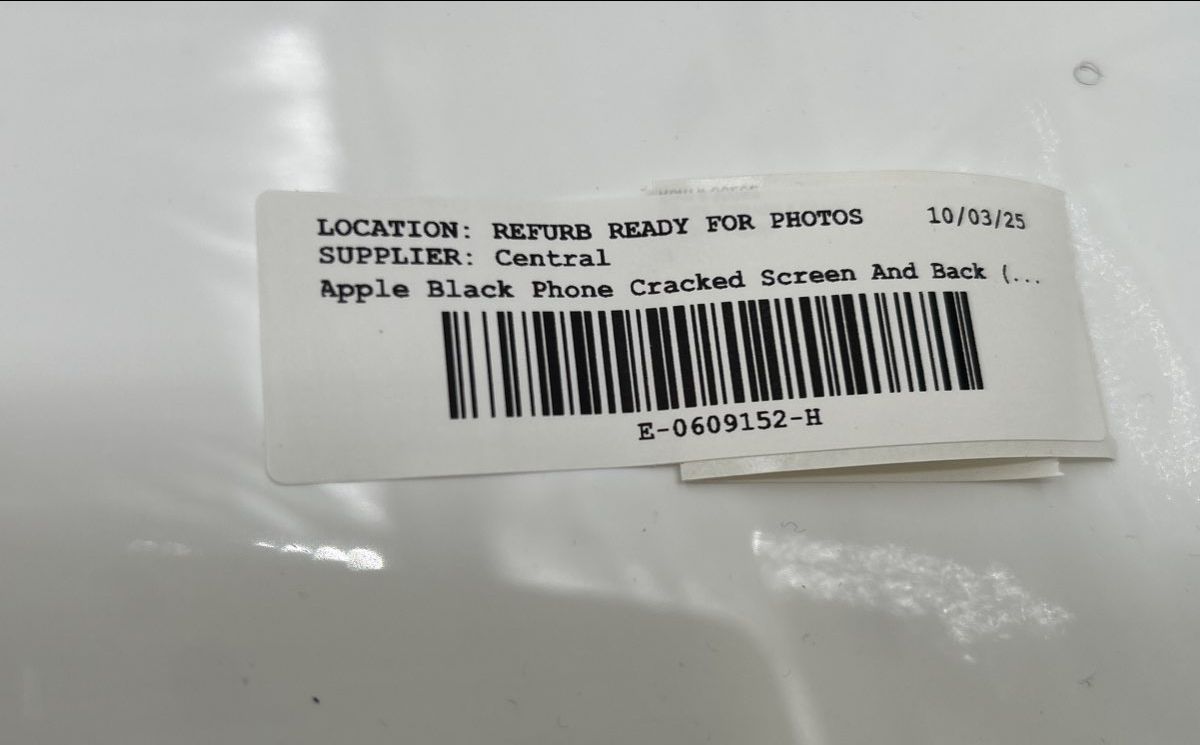 LOCATION: REFURB READY FOR PHOTOS 10/03/25
SUPPLIER: Central
Apple Black Phone Cracked Screen And Back (...
E-0609152-H